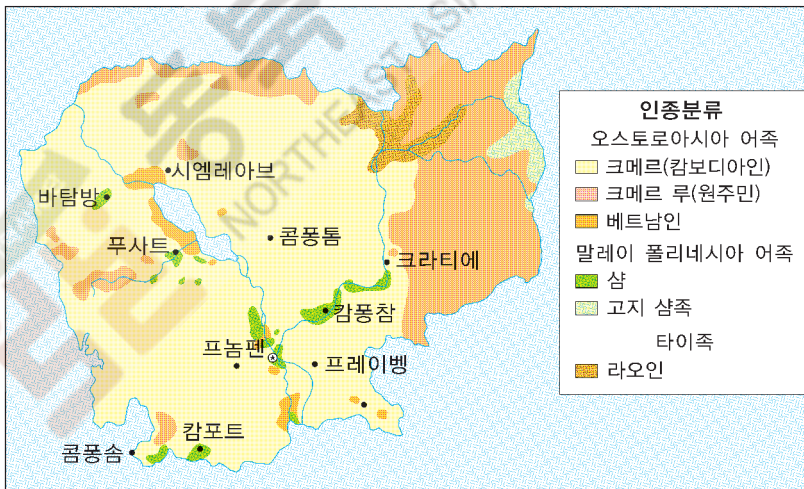 NORTHEAST ASI
시엠레아브
바탐방
콤퐁톰
푸사트
크라티에
캄퐁참
프놈펜
프레이벵
캄포트
콤퐁솜
인종분류
오스토로아시아 어족
크메르(캄보디아인)
크메르 루(원주민)
베트남인
말레이 폴리네시아 어족
샴
고지 샴족
타이족
라오인